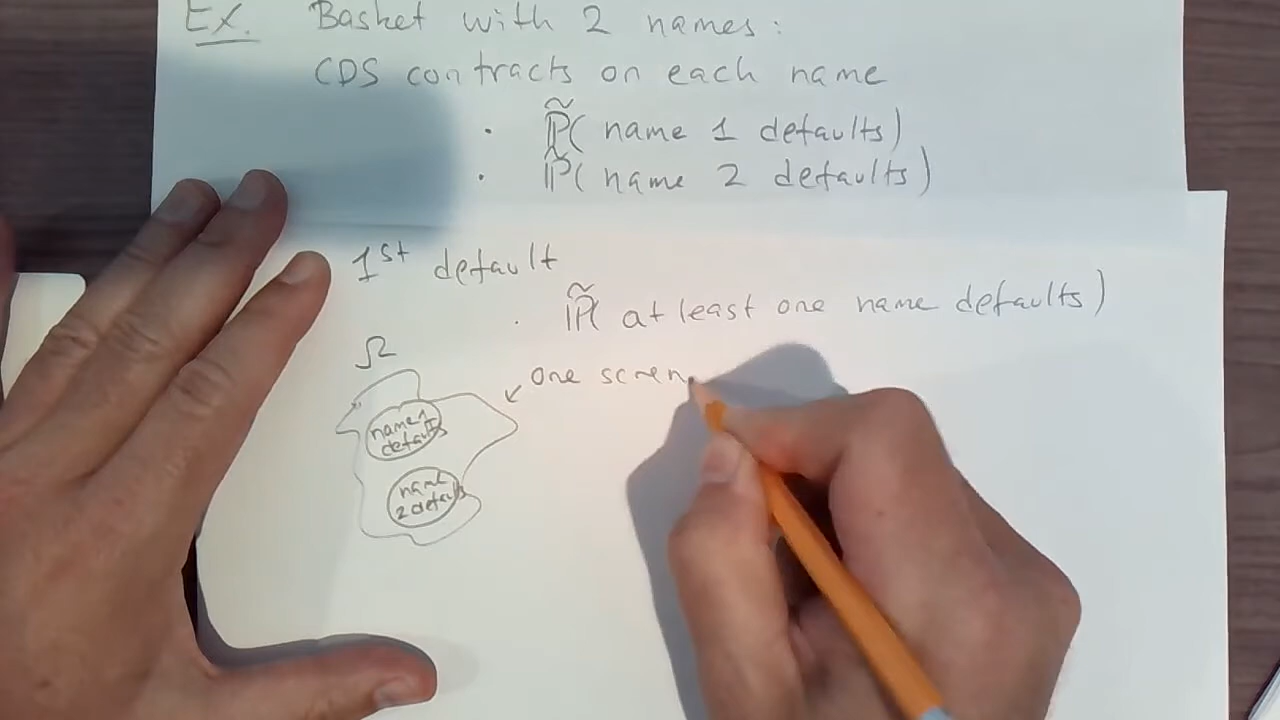 Ex. Basket with 2 names:
CDS contracts on each name
· P̃( name 1 defaults)
· P̃( name 2 defaults)
1st default
· P̃( at least one name defaults)
Ω
one scren
name 1
defaults
name
2 defaults